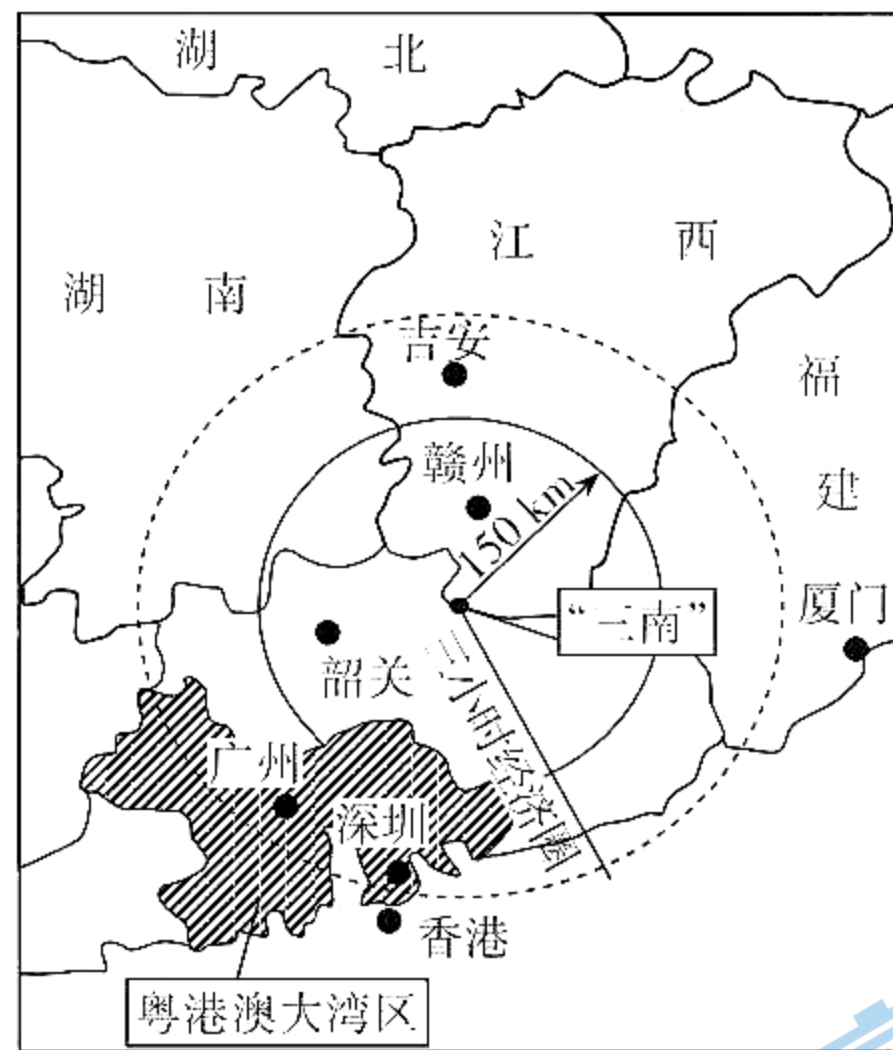 湖 北
江 西
湖 南
吉安
福建
赣州
150 km
“三南”
厦门
韶关
三小时经济圈
广州
深圳
香港
粤港澳大湾区